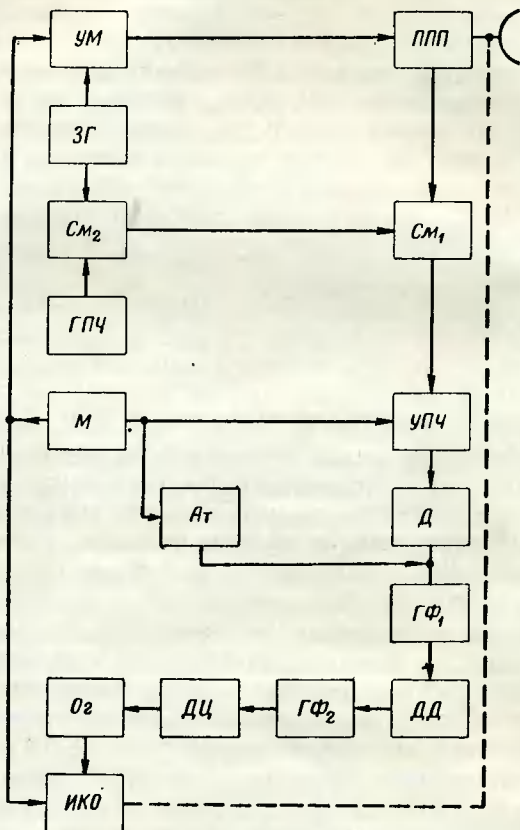 УМ
ППП
ЗГ
См₂
См₁
ГПЧ
М
УПЧ
Ат
Д
ГФ₁
Ог
ДЦ
ГФ₂
ДД
ИКО